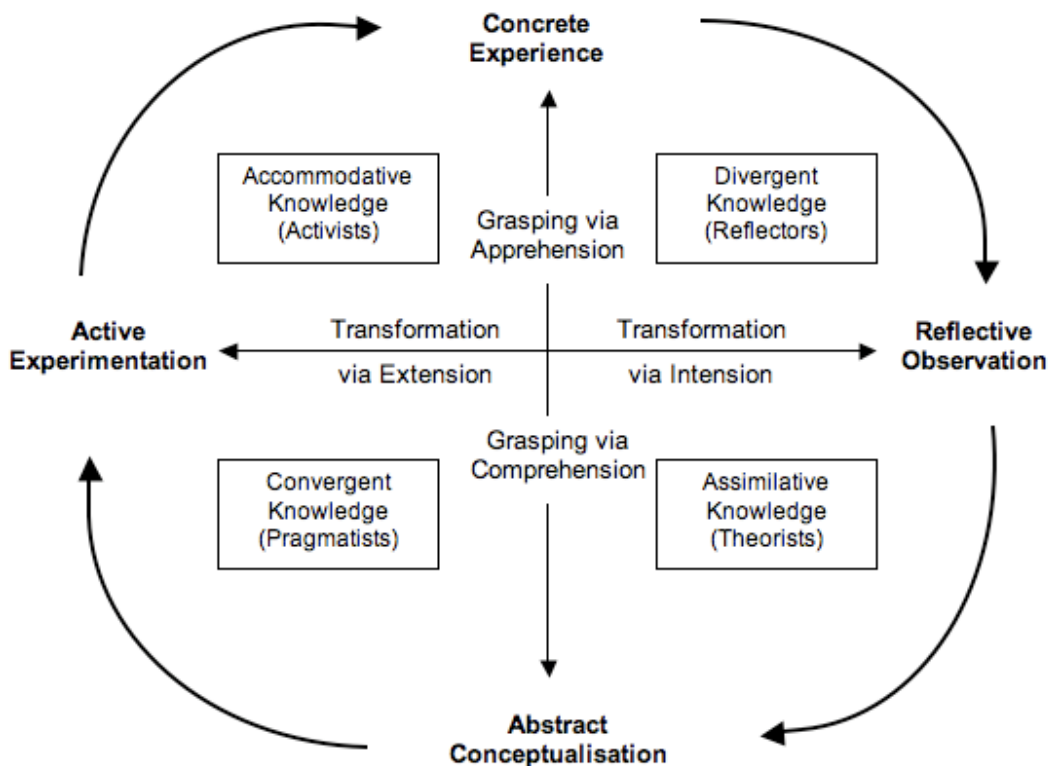 Concrete
Experience
Accommodative
Knowledge
(Activists)
Divergent
Knowledge
(Reflectors)
Grasping via
Apprehension
Active
Experimentation
Transformation
via Extension
Transformation
via Intension
Reflective
Observation
Grasping via
Comprehension
Convergent
Knowledge
(Pragmatists)
Assimilative
Knowledge
(Theorists)
Abstract
Conceptualisation